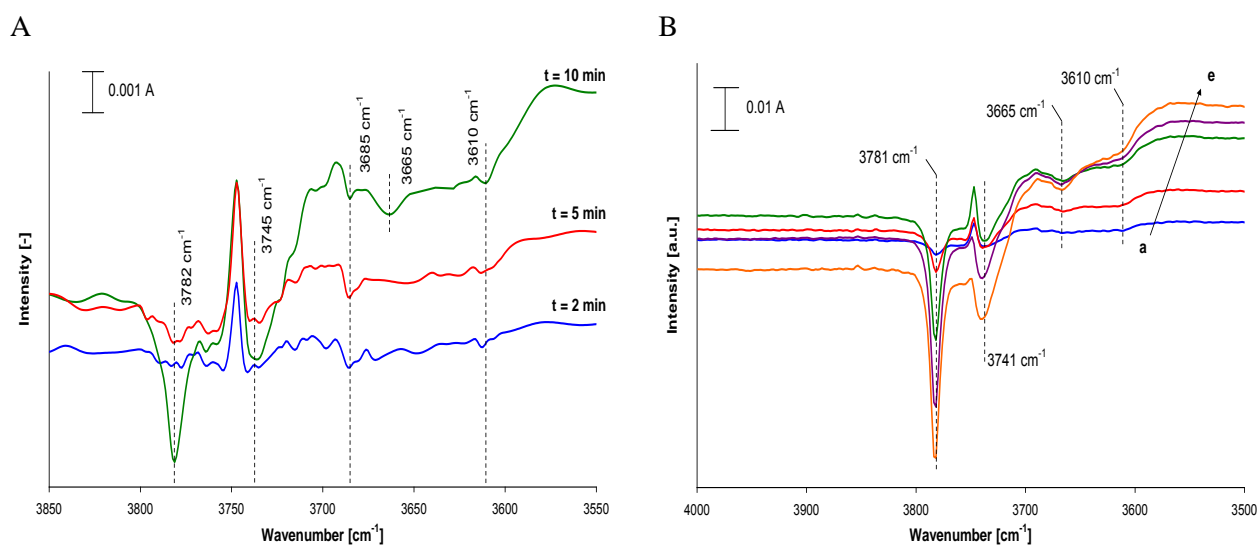 A
0.001 A
t = 10 min
t = 5 min
t = 2 min
3782 cm⁻¹
3745 cm⁻¹
3685 cm⁻¹
3665 cm⁻¹
3610 cm⁻¹
Intensity [-]
3850 3800 3750 3700 3650 3600 3550
Wavenumber [cm⁻¹]
B
0.01 A
3610 cm⁻¹
e
3665 cm⁻¹
3781 cm⁻¹
a
3741 cm⁻¹
Intensity [a.u.]
4000 3900 3800 3700 3600 3500
Wavenumber [cm⁻¹]